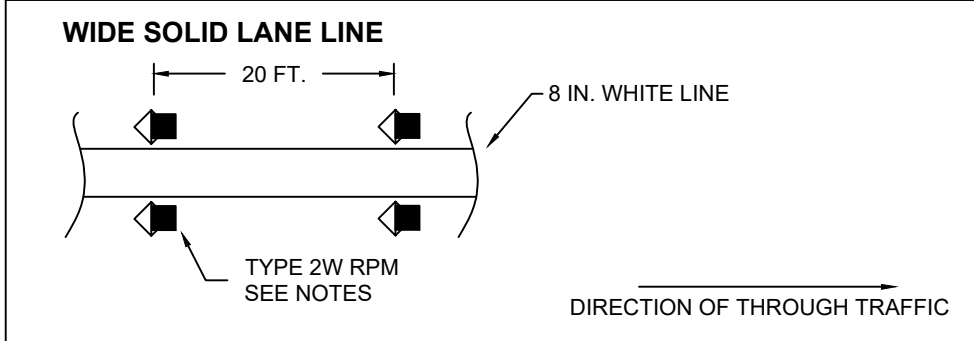 WIDE SOLID LANE LINE
20 FT.
8 IN. WHITE LINE
TYPE 2W RPM
SEE NOTES
DIRECTION OF THROUGH TRAFFIC